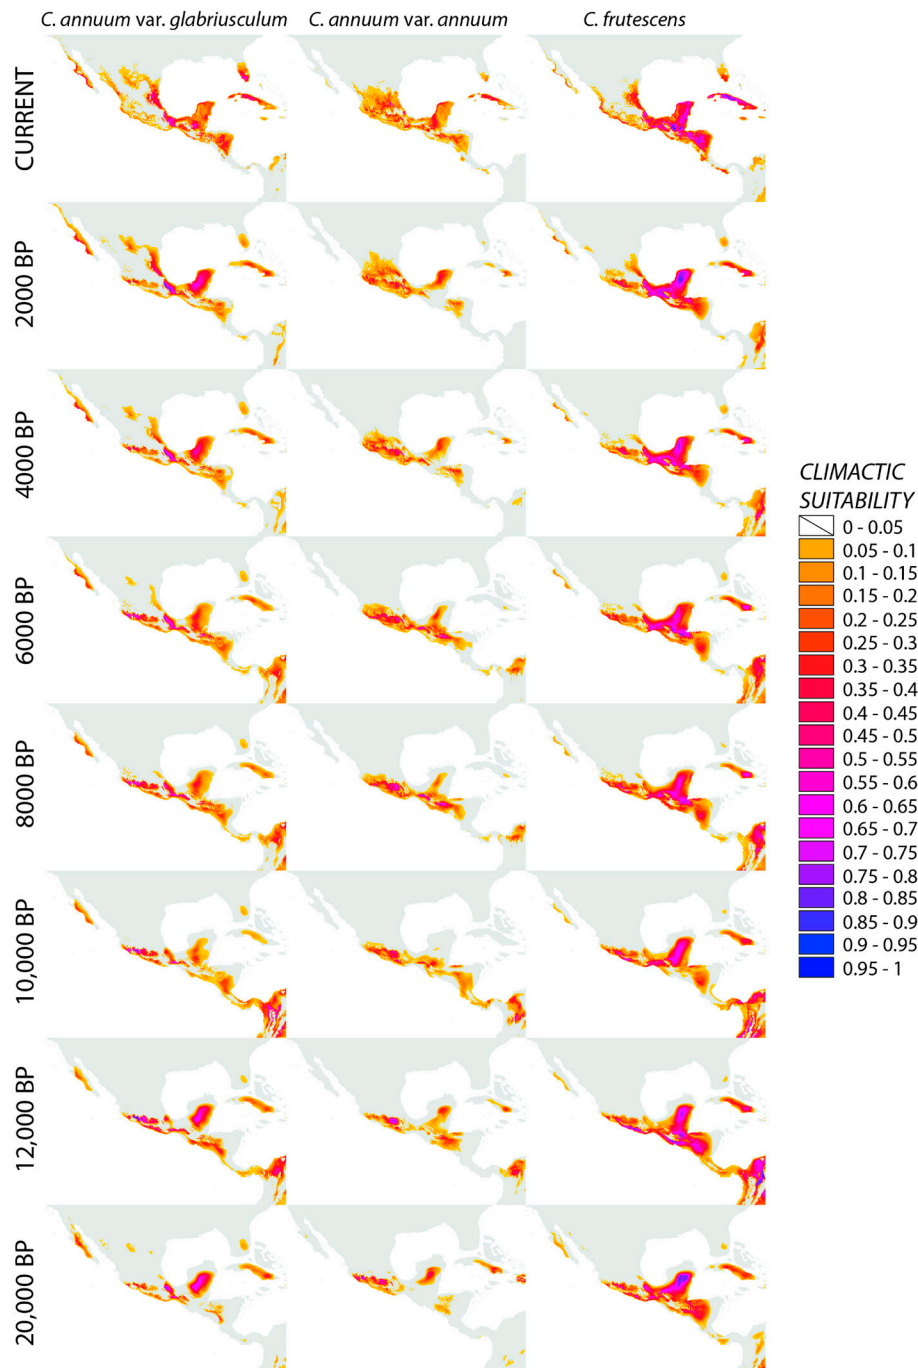 C. annuum var. glabriusculum C. annuum var. annuum C. frutescens
CURRENT
2000 BP
4000 BP
6000 BP
8000 BP
10,000 BP
12,000 BP
20,000 BP
CLIMACTIC
SUITABILITY
0 - 0.05
0.05 - 0.1
0.1 - 0.15
0.15 - 0.2
0.2 - 0.25
0.25 - 0.3
0.3 - 0.35
0.35 - 0.4
0.4 - 0.45
0.45 - 0.5
0.5 - 0.55
0.55 - 0.6
0.6 - 0.65
0.65 - 0.7
0.7 - 0.75
0.75 - 0.8
0.8 - 0.85
0.85 - 0.9
0.9 - 0.95
0.95 - 1